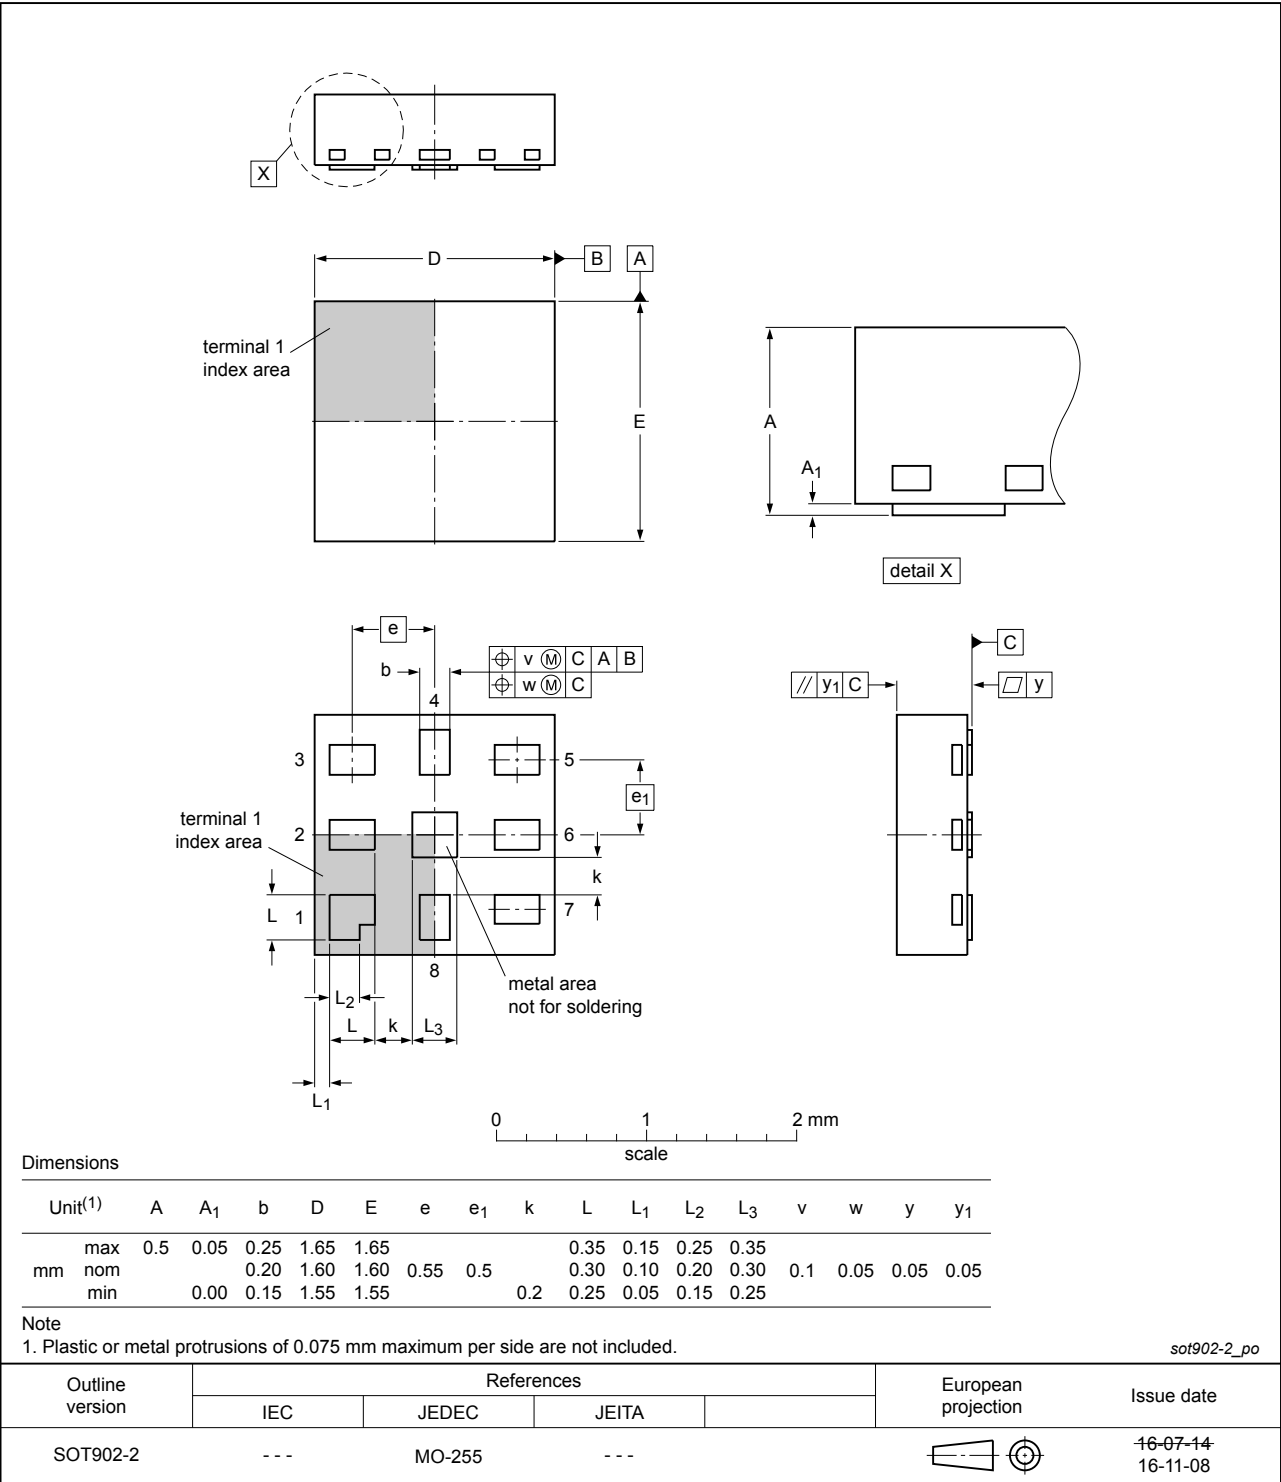 X
D
B
A
terminal 1
index area
E
A
A1
detail X
e
b
v M C A B
w M C
4
C
// y1 C
y
3
5
e1
terminal 1
index area
2
6
k
L
1
7
8
metal area
not for soldering
L2
L
k
L3
L1
0
1
2 mm
scale
Dimensions
Unit(1) A A1 b D E e e1 k L L1 L2 L3 v w y y1
max 0.5 0.05 0.25 1.65 1.65 0.35 0.15 0.25 0.35
mm nom 0.20 1.60 1.60 0.55 0.5 0.30 0.10 0.20 0.30 0.1 0.05 0.05 0.05
min 0.00 0.15 1.55 1.55 0.2 0.25 0.05 0.15 0.25
Note
1. Plastic or metal protrusions of 0.075 mm maximum per side are not included.
sot902-2_po
Outline
version
References
IEC JEDEC JEITA
European
projection
Issue date
SOT902-2 - - - MO-255 - - -
16-07-14
16-11-08